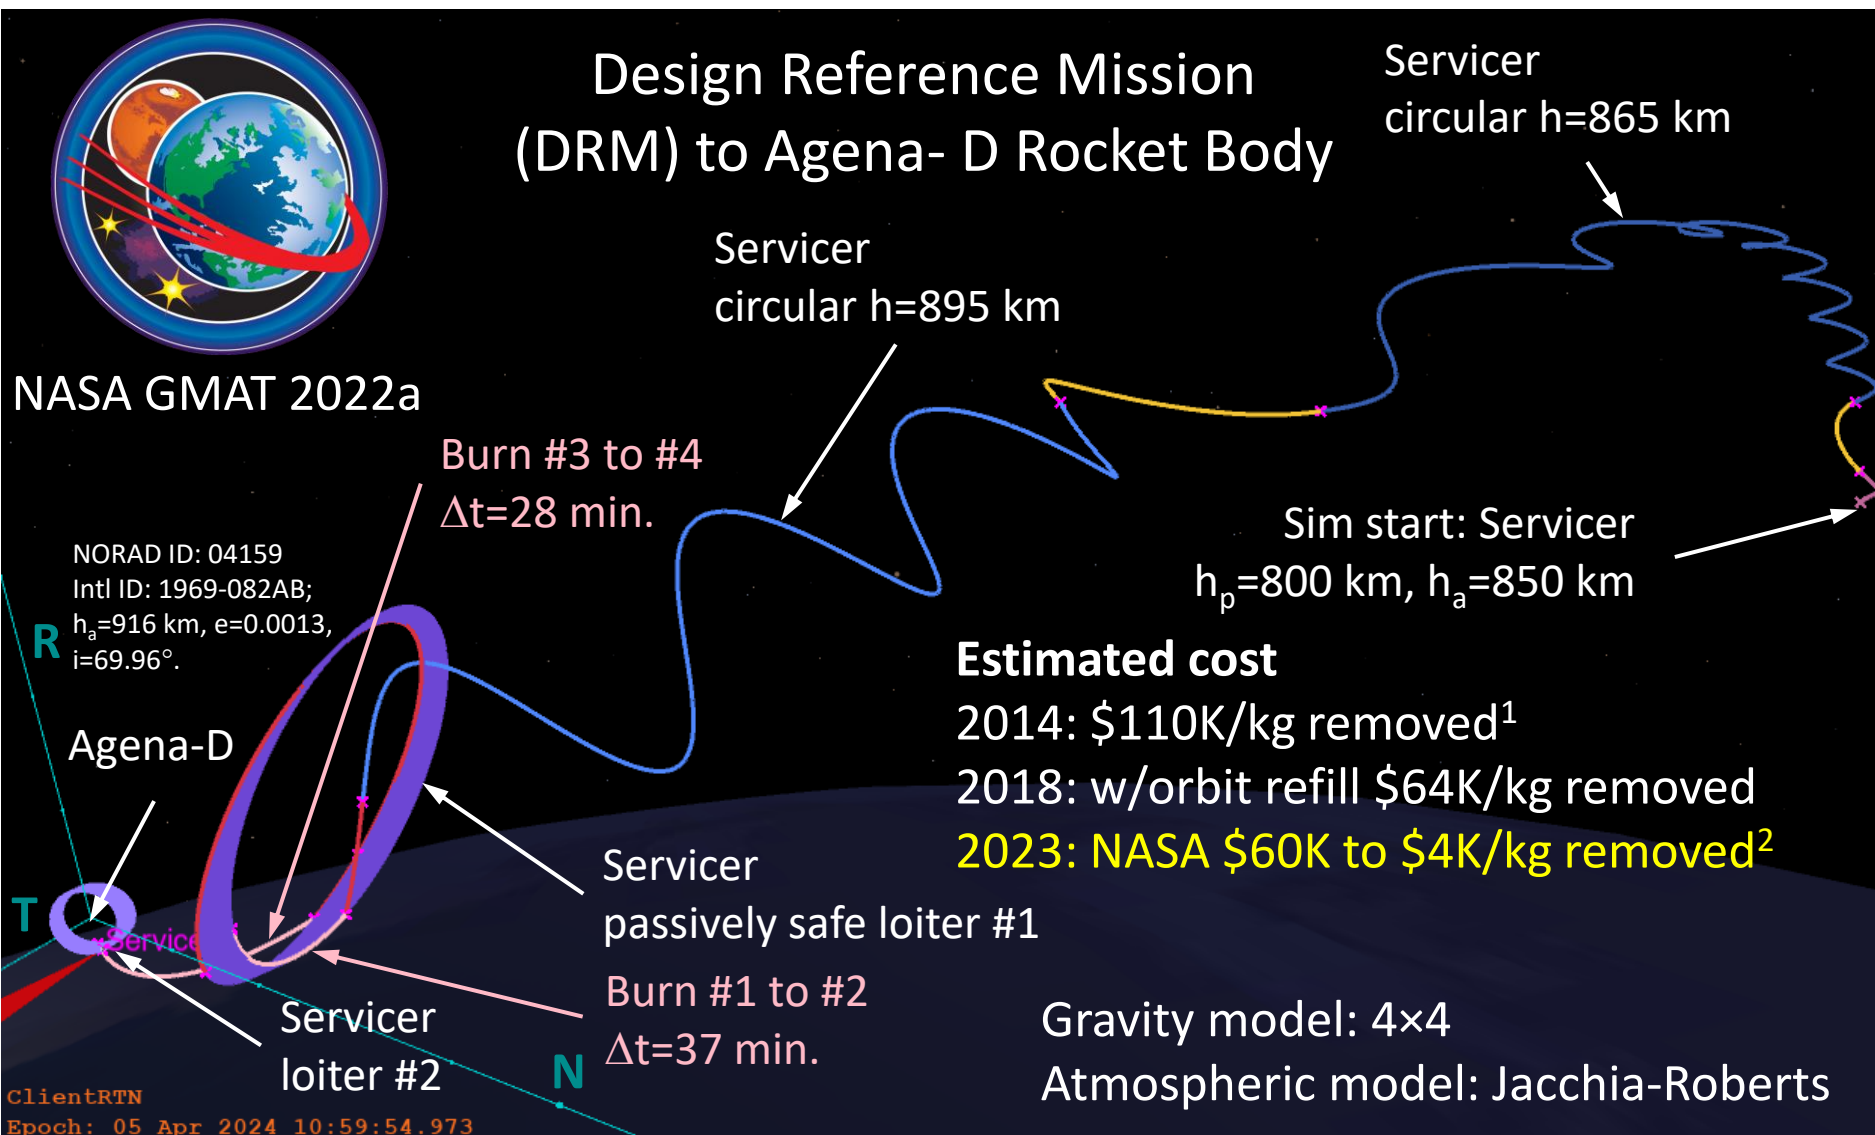 Design Reference Mission
(DRM) to Agena- D Rocket Body
Servicer
circular h=865 km
Servicer
circular h=895 km
NASA GMAT 2022a
Burn #3 to #4
Δt=28 min.
Sim start: Servicer
hp=800 km, ha=850 km
NORAD ID: 04159
Intl ID: 1969-082AB;
ha=916 km, e=0.0013,
i=69.96°.
R
Agena-D
Estimated cost
2014: $110K/kg removed1
2018: w/orbit refill $64K/kg removed
2023: NASA $60K to $4K/kg removed2
Servicer
passively safe loiter #1
T
Service
Burn #1 to #2
Δt=37 min.
Servicer
loiter #2
N
Gravity model: 4×4
Atmospheric model: Jacchia-Roberts
ClientRTN
Epoch: 05 Apr 2024 10:59:54.973